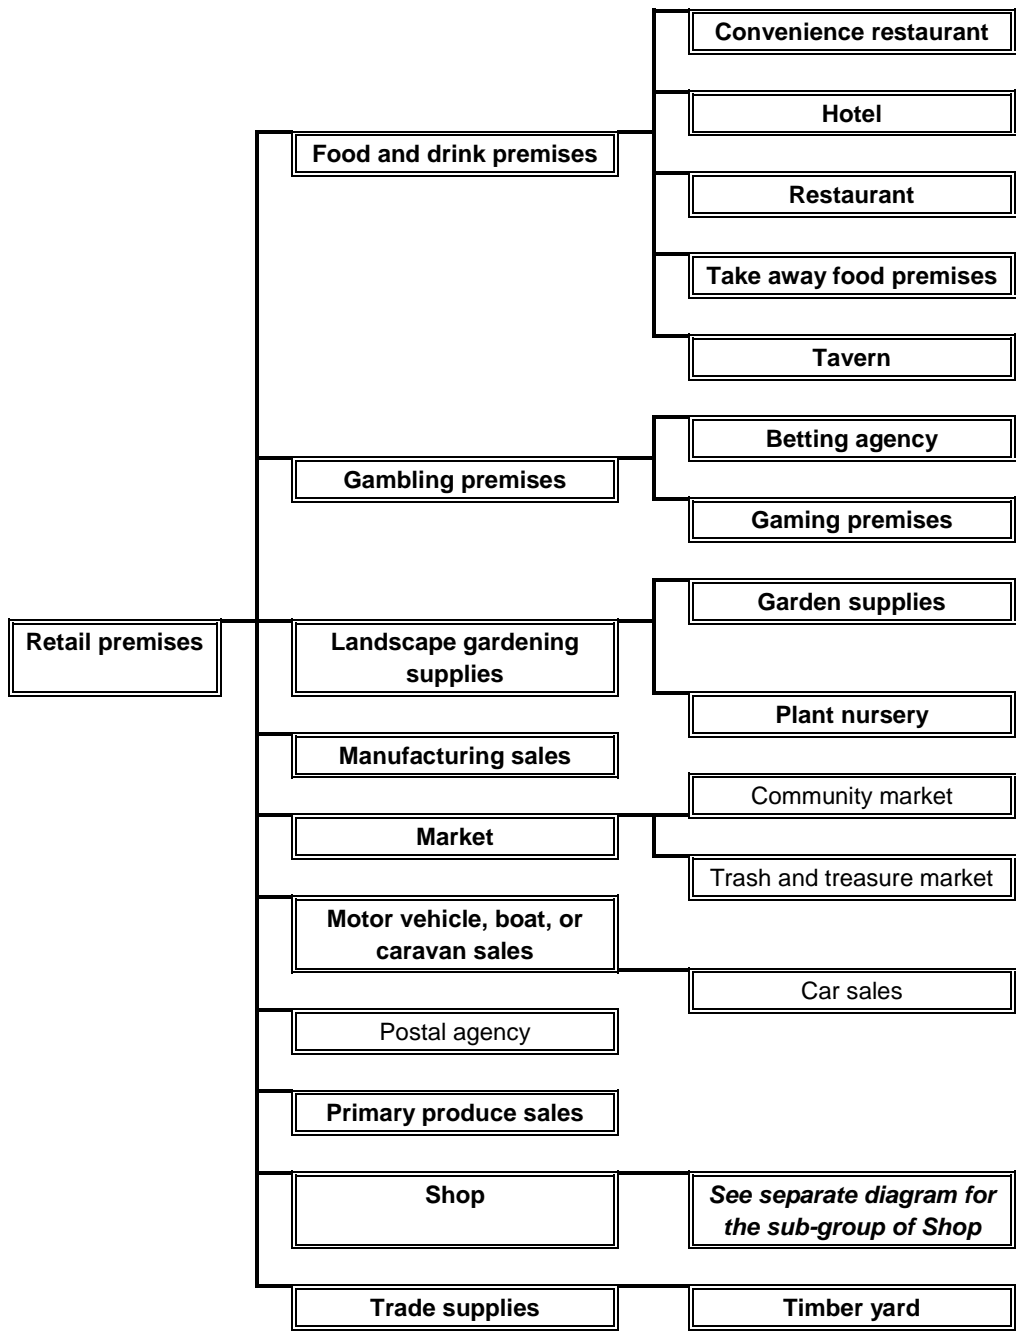 Convenience restaurant
Hotel
Food and drink premises
Restaurant
Take away food premises
Tavern
Betting agency
Gambling premises
Gaming premises
Garden supplies
Retail premises
Landscape gardening
supplies
Plant nursery
Manufacturing sales
Community market
Market
Trash and treasure market
Motor vehicle, boat, or
caravan sales
Car sales
Postal agency
Primary produce sales
Shop
See separate diagram for
the sub-group of Shop
Trade supplies
Timber yard